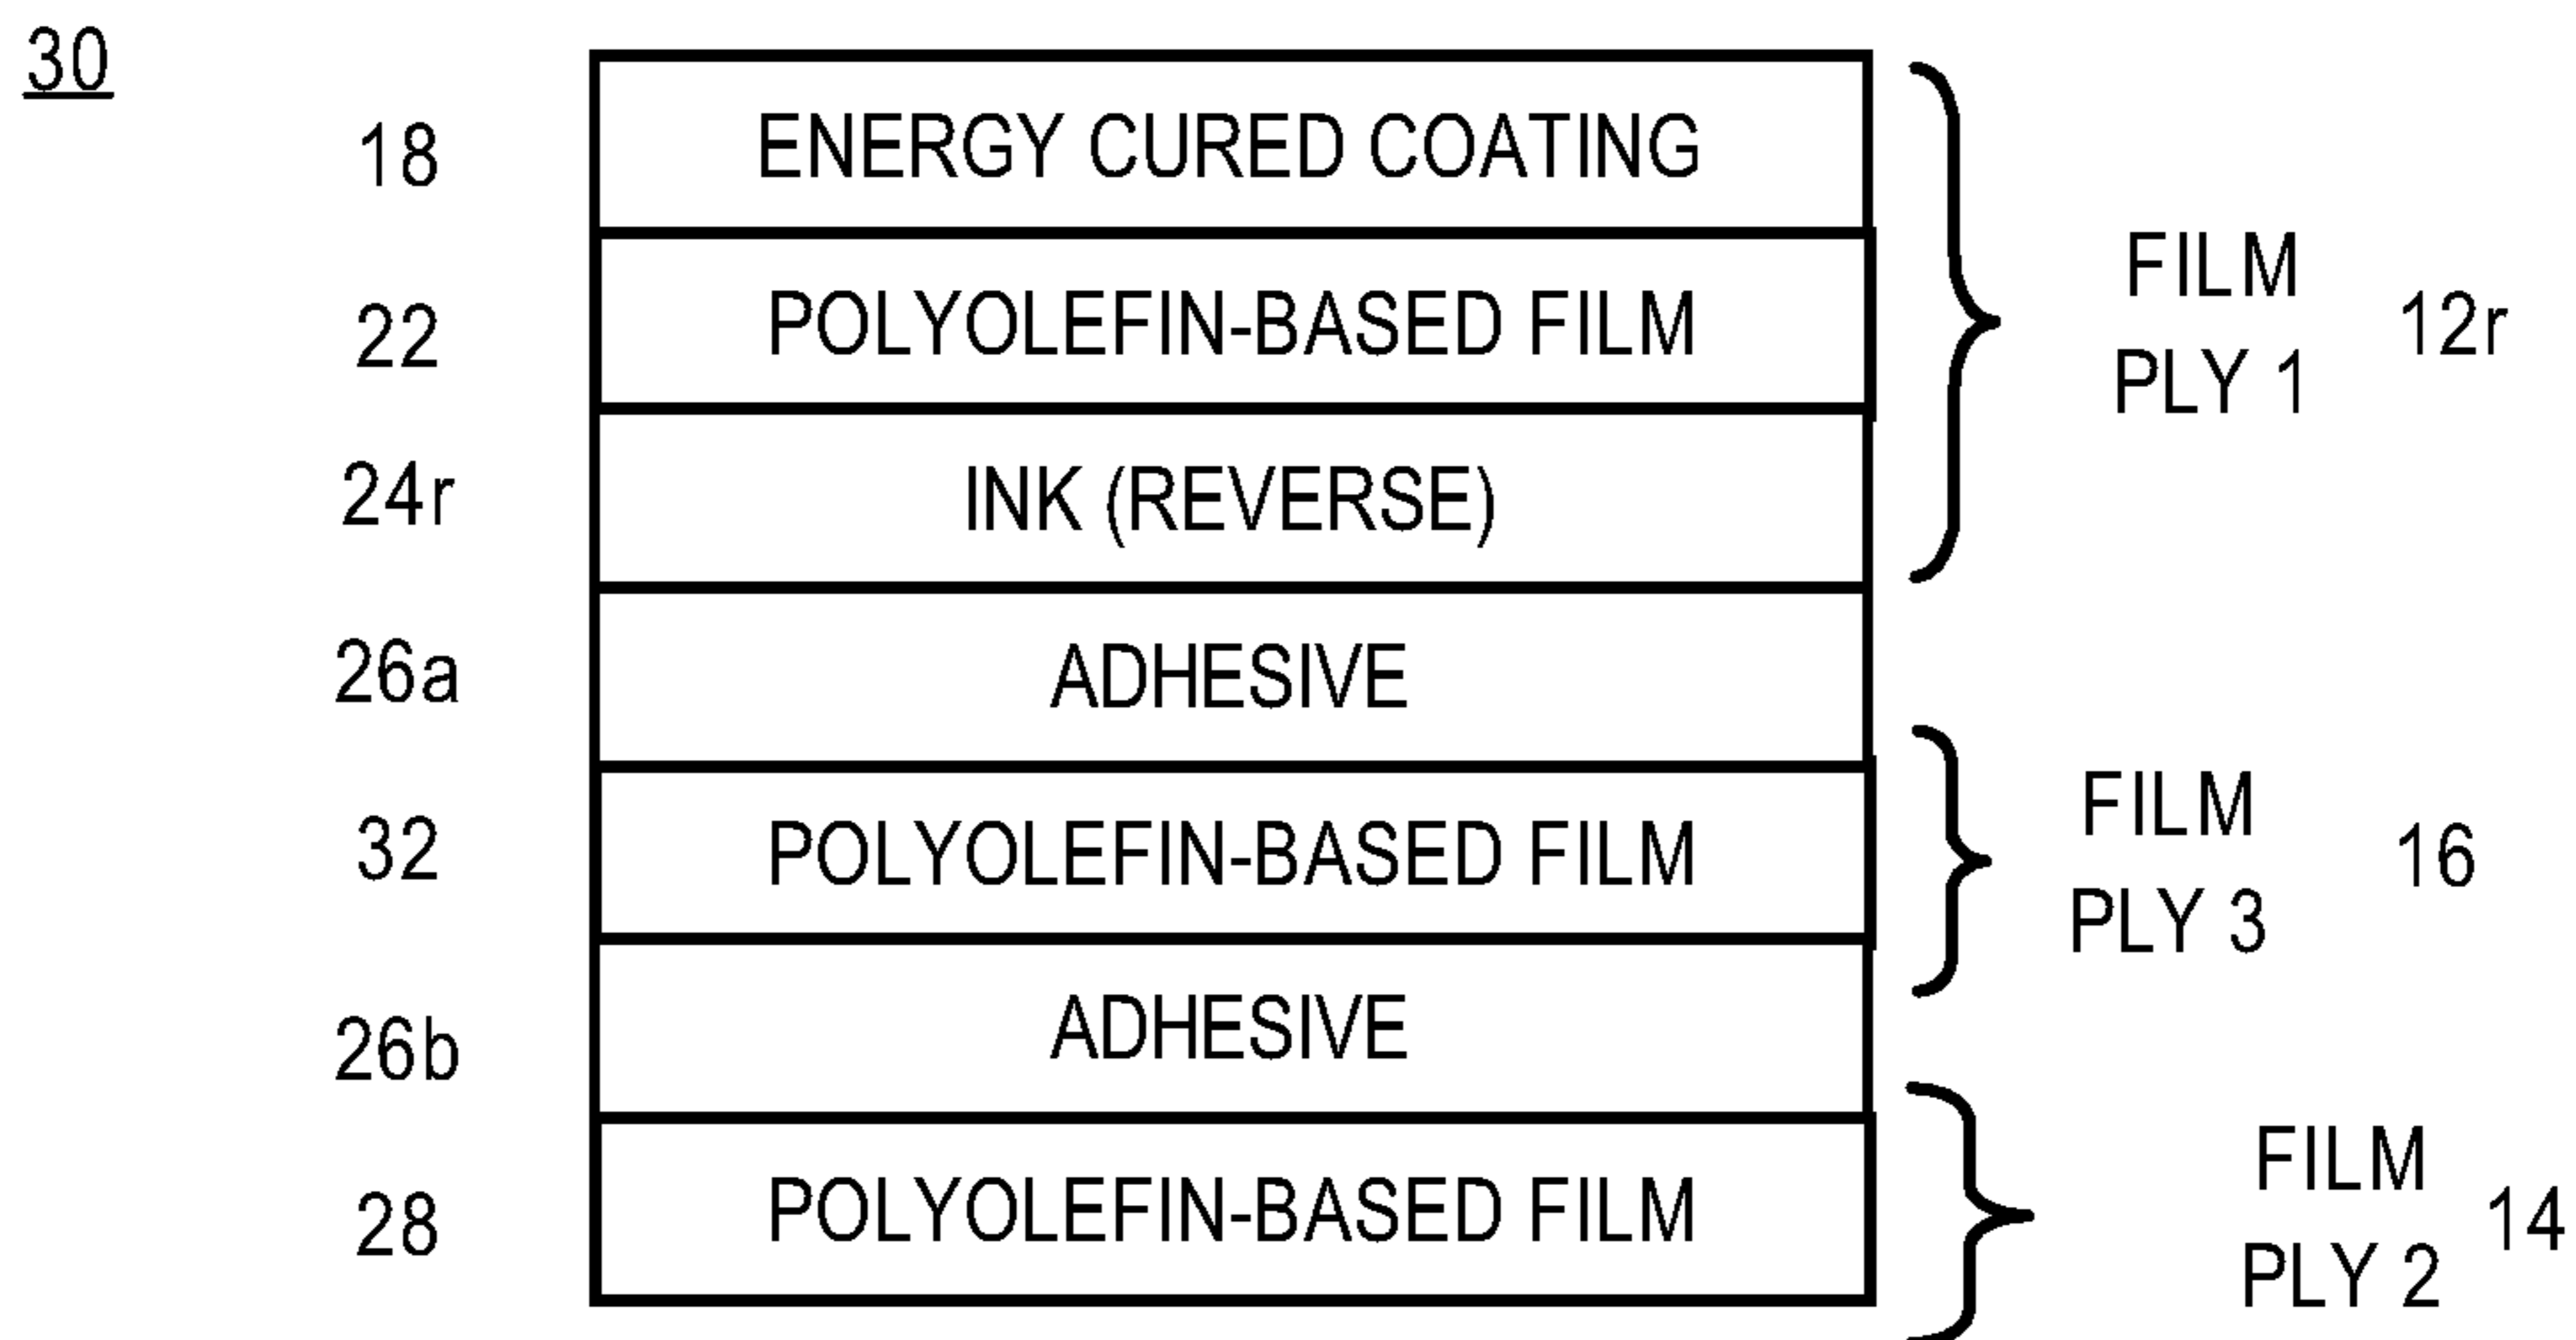 30
18 ENERGY CURED COATING
22 POLYOLEFIN-BASED FILM
24r INK (REVERSE)
FILM
PLY 1
12r
26a ADHESIVE
32 POLYOLEFIN-BASED FILM
FILM
PLY 3
16
26b ADHESIVE
28 POLYOLEFIN-BASED FILM
FILM
PLY 2
14